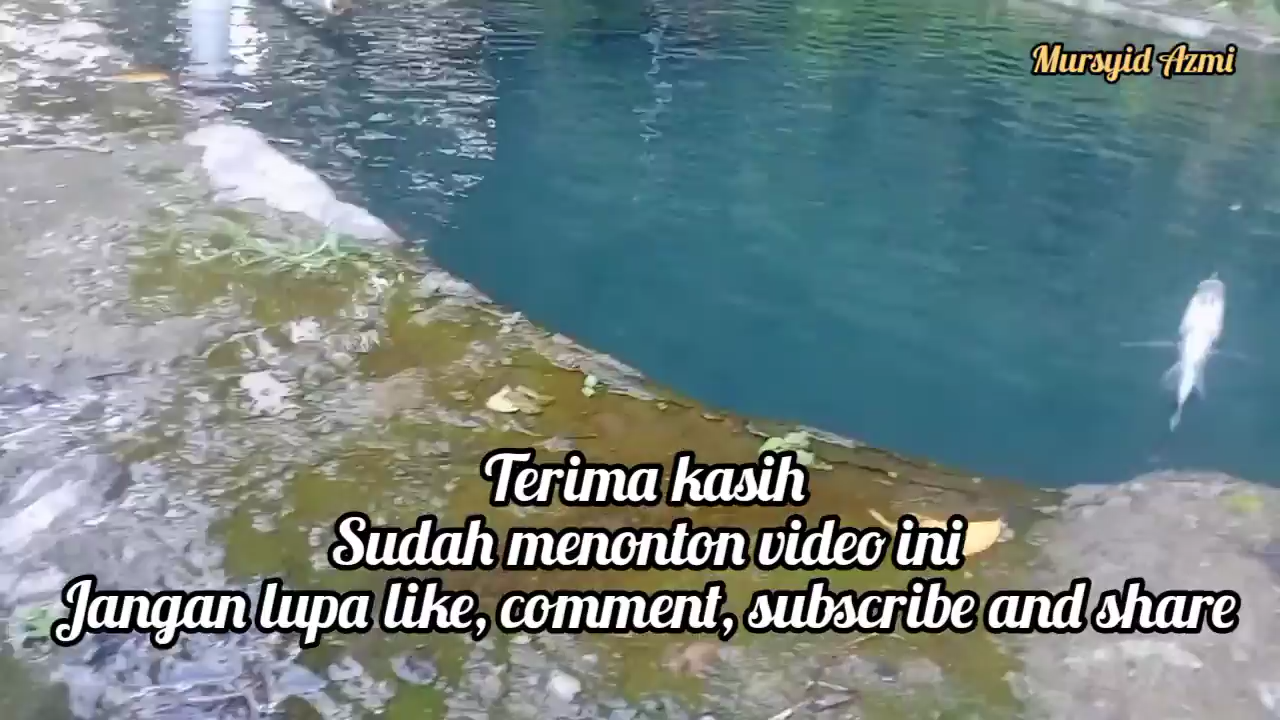 Mursyid Azmi
Terima kasih
Sudah menonton video ini
Jangan lupa like, comment, subscribe and share